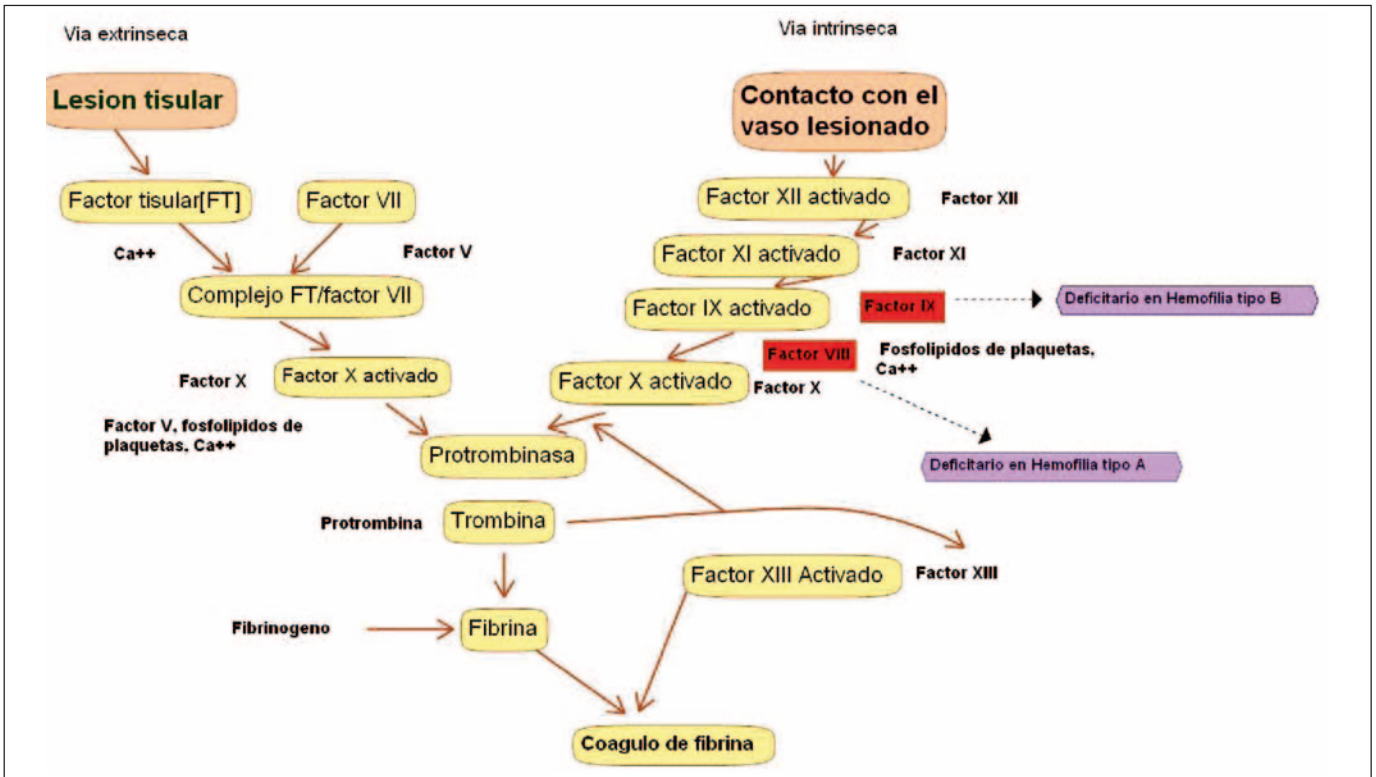 Via extrinseca
Via intrinseca
Lesion tisular
Contacto con el
vaso lesionado
Factor tisular[FT]
Factor VII
Factor XII activado
Factor XII
Ca++
Factor V
Factor XI activado
Factor XI
Complejo FT/factor VII
Factor IX activado
Factor IX
Deficitario en Hemofilia tipo B
Factor VIII
Fosfolipidos de plaquetas,
Ca++
Factor X
Factor X activado
Factor X activado
Factor X
Factor V, fosfolipidos de
plaquetas, Ca++
Protrombinasa
Deficitario en Hemofilia tipo A
Protrombina
Trombina
Factor XIII Activado
Factor XIII
Fibrinogeno
Fibrina
Coagulo de fibrina